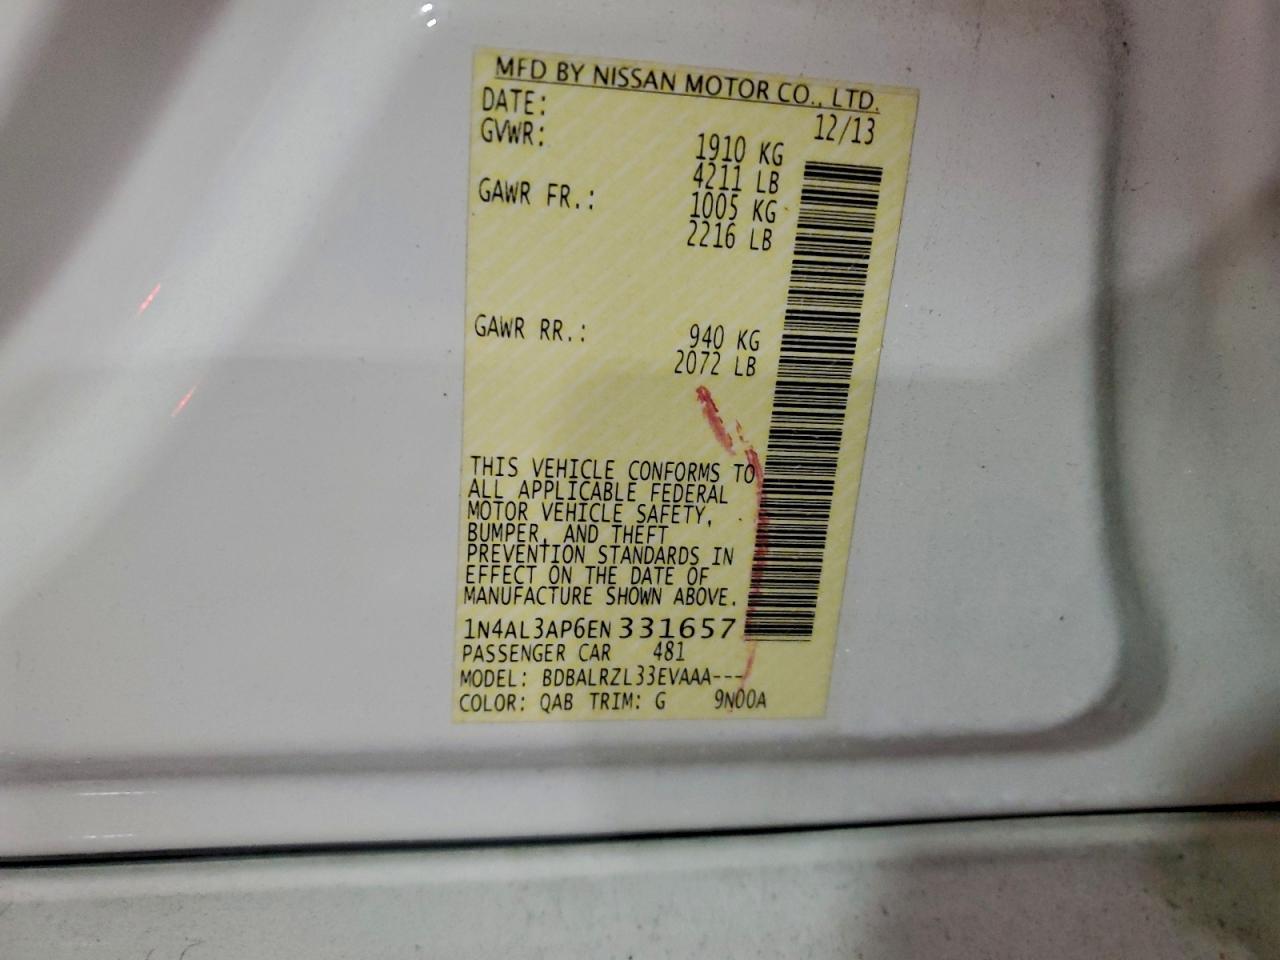 MFD BY NISSAN MOTOR CO., LTD.
DATE: 12/13
GVWR: 1910 KG
4211 LB
GAWR FR.: 1005 KG
2216 LB
GAWR RR.: 940 KG
2072 LB
THIS VEHICLE CONFORMS TO
ALL APPLICABLE FEDERAL
MOTOR VEHICLE SAFETY,
BUMPER, AND THEFT
PREVENTION STANDARDS IN
EFFECT ON THE DATE OF
MANUFACTURE SHOWN ABOVE.
1N4AL3AP6EN331657
PASSENGER CAR 481
MODEL: BDBALRZL33EVAAA---
COLOR: QAB TRIM: G 9N00A